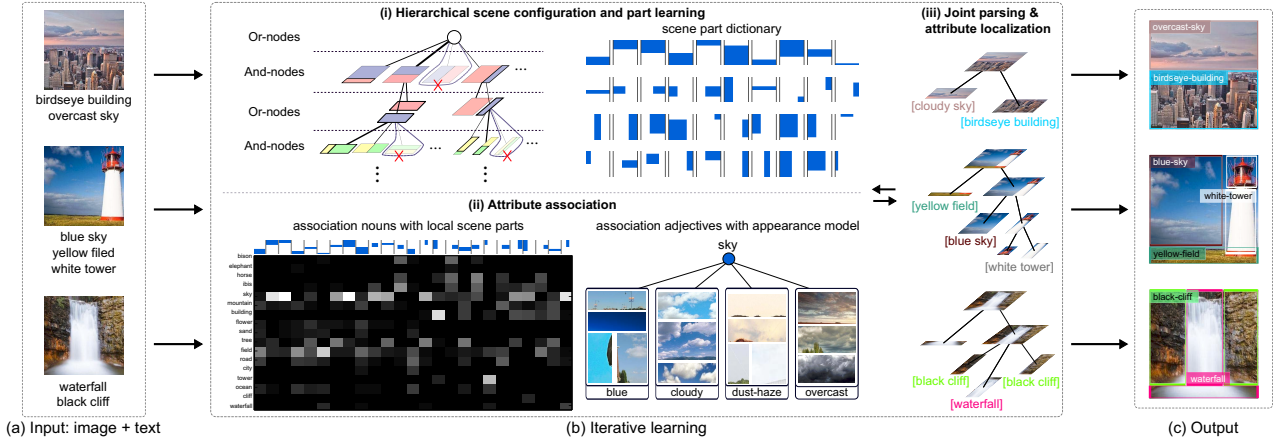 birdseye building
overcast sky
blue sky
yellow filed
white tower
waterfall
black cliff
(a) Input: image + text
(i) Hierarchical scene configuration and part learning
Or-nodes
And-nodes
Or-nodes
And-nodes
...
...
...
...
scene part dictionary
(ii) Attribute association
association nouns with local scene parts
bison
elephant
horse
ibix
sky
mountain
building
flower
sand
tree
field
road
city
tower
ocean
cliff
waterfall
association adjectives with appearance model
sky
blue
cloudy
dust-haze
overcast
(iii) Joint parsing &
attribute localization
[cloudy sky]
[birdseye building]
[yellow field]
[blue sky]
[white tower]
[black cliff]
[black cliff]
[waterfall]
(b) Iterative learning
overcast-sky
birdseye-building
blue-sky
white-tower
yellow-field
black-cliff
waterfall
(c) Output